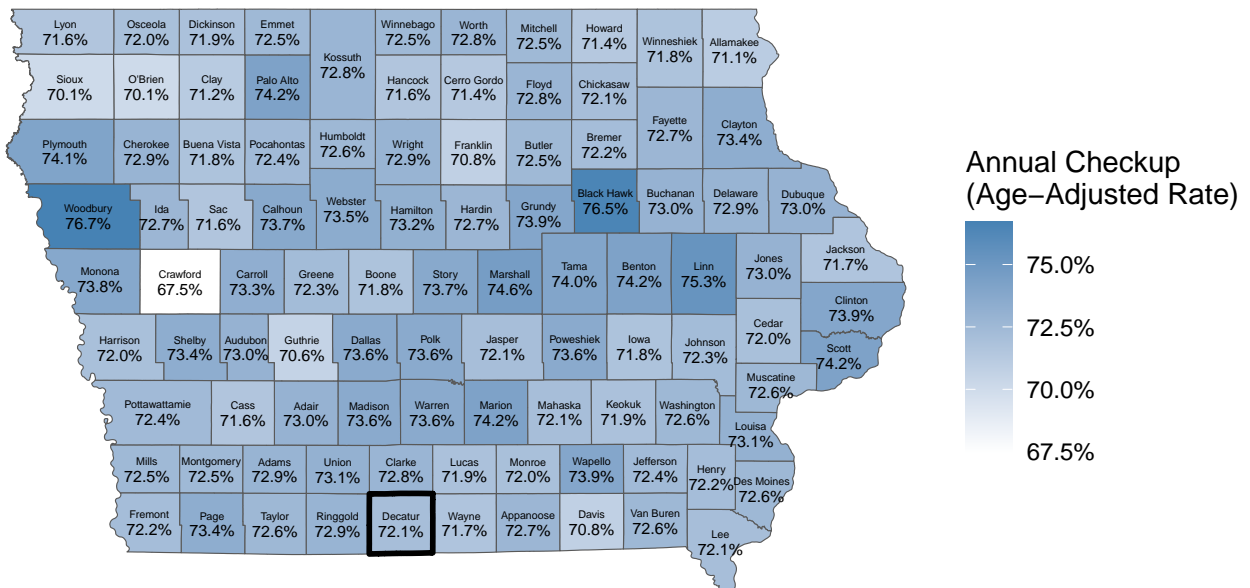 Lyon
71.6%
Osceola
72.0%
Dickinson
71.9%
Emmet
72.5%
Kossuth
72.8%
Winnebago
72.5%
Worth
72.8%
Mitchell
72.5%
Howard
71.4%
Winneshiek
71.8%
Allamakee
71.1%
Sioux
70.1%
O'Brien
70.1%
Clay
71.2%
Palo Alto
74.2%
Hancock
71.6%
Cerro Gordo
71.4%
Floyd
72.8%
Chickasaw
72.1%
Fayette
72.7%
Clayton
73.4%
Plymouth
74.1%
Cherokee
72.9%
Buena Vista
71.8%
Pocahontas
72.4%
Humboldt
72.6%
Wright
72.9%
Franklin
70.8%
Butler
72.5%
Bremer
72.2%
Woodbury
76.7%
Ida
72.7%
Sac
71.6%
Calhoun
73.7%
Webster
73.5%
Hamilton
73.2%
Hardin
72.7%
Grundy
73.9%
Black Hawk
76.5%
Buchanan
73.0%
Delaware
72.9%
Dubuque
73.0%
Monona
73.8%
Crawford
67.5%
Carroll
73.3%
Greene
72.3%
Boone
71.8%
Story
73.7%
Marshall
74.6%
Tama
74.0%
Benton
74.2%
Linn
75.3%
Jones
73.0%
Jackson
71.7%
Clinton
73.9%
Harrison
72.0%
Shelby
73.4%
Audubon
73.0%
Guthrie
70.6%
Dallas
73.6%
Polk
73.6%
Jasper
72.1%
Poweshiek
73.6%
Iowa
71.8%
Johnson
72.3%
Cedar
72.0%
Scott
74.2%
Muscatine
72.6%
Pottawattamie
72.4%
Cass
71.6%
Adair
73.0%
Madison
73.6%
Warren
73.6%
Marion
74.2%
Mahaska
72.1%
Keokuk
71.9%
Washington
72.6%
Louisa
73.1%
Mills
72.5%
Montgomery
72.5%
Adams
72.9%
Union
73.1%
Clarke
72.8%
Lucas
71.9%
Monroe
72.0%
Wapello
73.9%
Jefferson
72.4%
Henry
72.2%
Des Moines
72.6%
Fremont
72.2%
Page
73.4%
Taylor
72.6%
Ringgold
72.9%
Decatur
72.1%
Wayne
71.7%
Appanoose
72.7%
Davis
70.8%
Van Buren
72.6%
Lee
72.1%
Annual Checkup
(Age−Adjusted Rate)
75.0%
72.5%
70.0%
67.5%